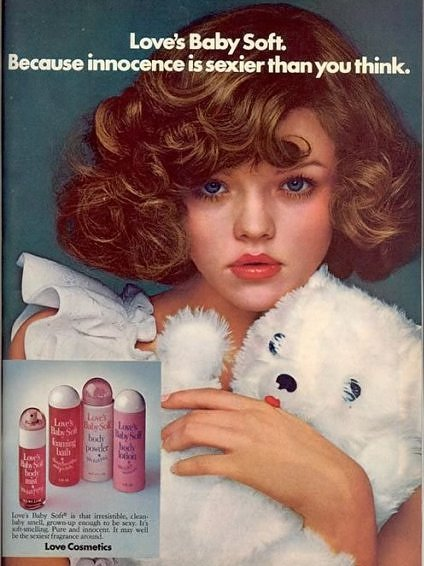 Love's Baby Soft.
Because innocence is sexier than you think.
Love's
Baby Soft
body
mist
Love's
Baby Soft
foaming
bath
Love's
Baby Soft
body
powder
Love's
Baby Soft
body
lotion
Love's Baby Soft® is that irresistible, clean-
baby smell, grown-up enough to be sexy. It's
soft-smelling. Pure and innocent. It may well
be the sexiest fragrance around.
Love Cosmetics